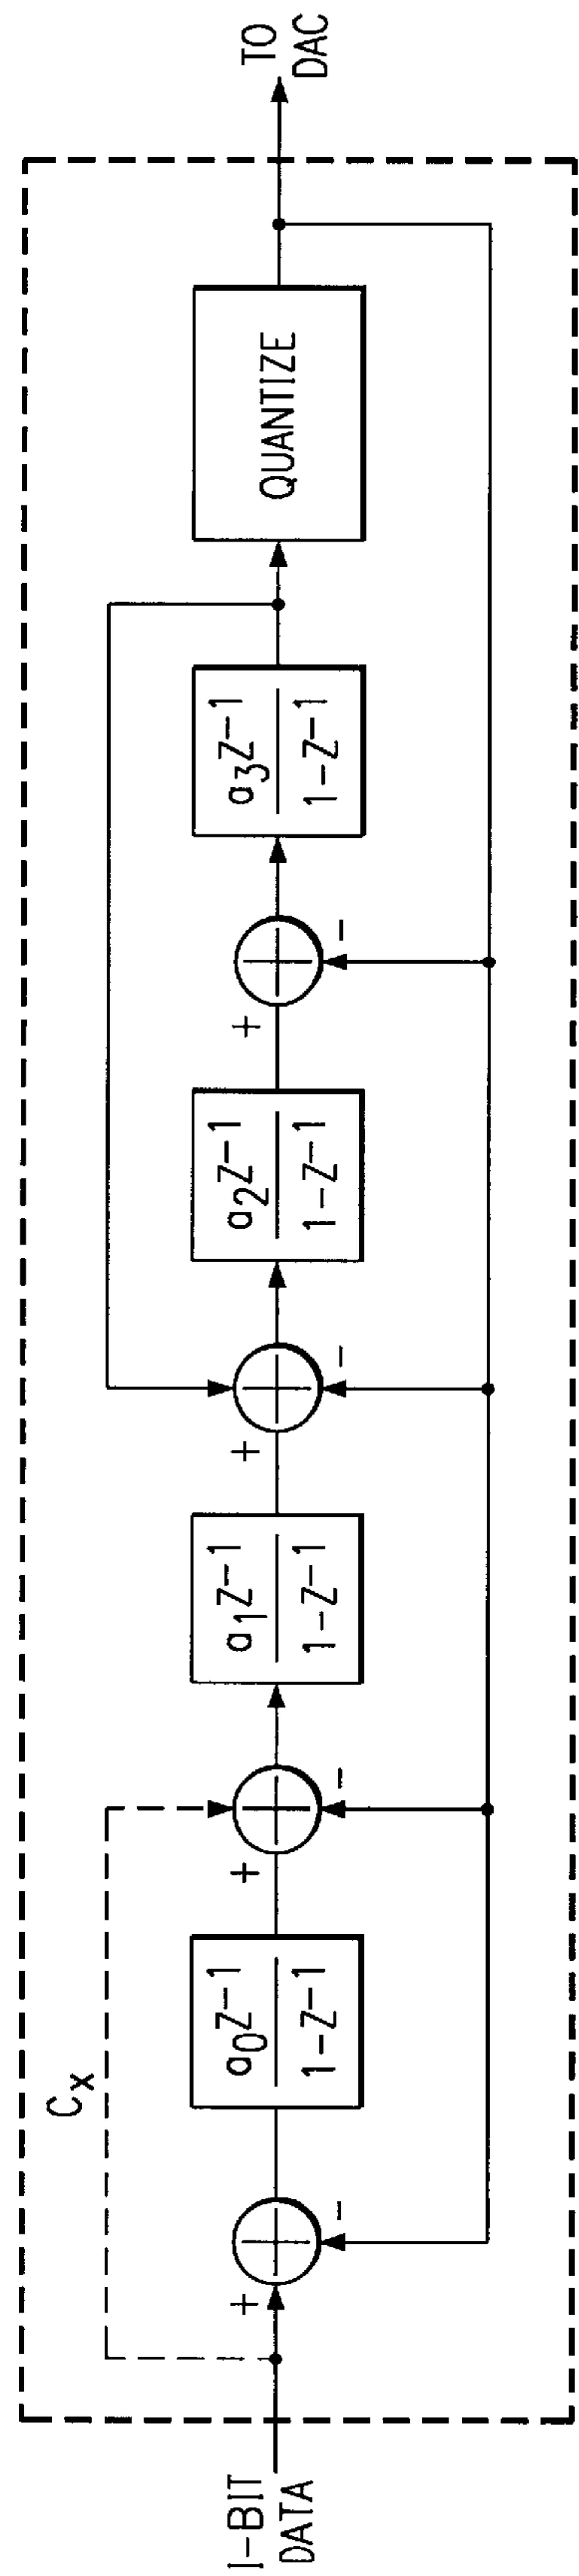 I-BIT
DATA
+
-
Cx
a0Z-1
1-Z-1
+
-
a1Z-1
1-Z-1
+
-
a2Z-1
1-Z-1
+
-
a3Z-1
1-Z-1
QUANTIZE
TO
DAC